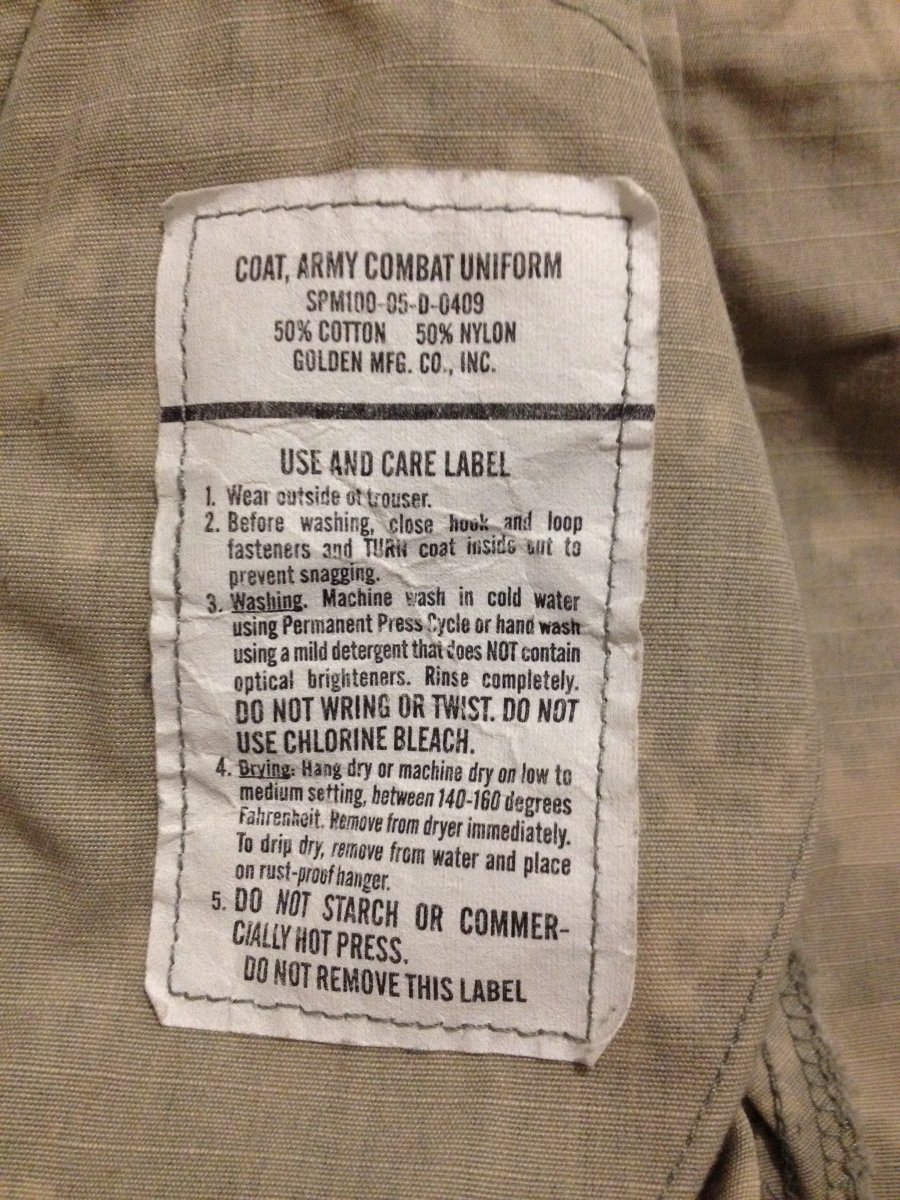 COAT, ARMY COMBAT UNIFORM
SPM100-05-D-0409
50% COTTON 50% NYLON
GOLDEN MFG. CO., INC.
USE AND CARE LABEL
1. Wear outside of trouser.
2. Before washing, close hook and loop
fasteners and TURN coat inside out to
prevent snagging.
3. Washing. Machine wash in cold water
using Permanent Press Cycle or hand wash
using a mild detergent that does NOT contain
optical brighteners. Rinse completely.
DO NOT WRING OR TWIST. DO NOT
USE CHLORINE BLEACH.
4. Drying: Hang dry or machine dry on low to
medium setting, between 140-160 degrees
Fahrenheit. Remove from dryer immediately.
To drip dry, remove from water and place
on rust-proof hanger.
5. DO NOT STARCH OR COMMER-
CIALLY HOT PRESS.
DO NOT REMOVE THIS LABEL